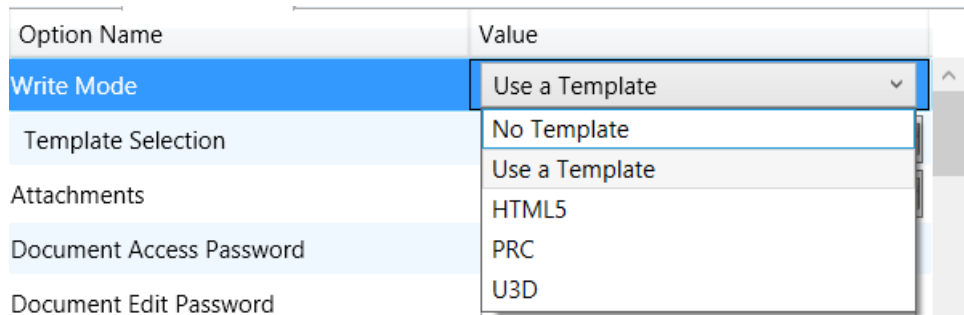 Option Name Value
Write Mode Use a Template
Template Selection No Template
Use a Template
Attachments HTML5
Document Access Password PRC
Document Edit Password U3D